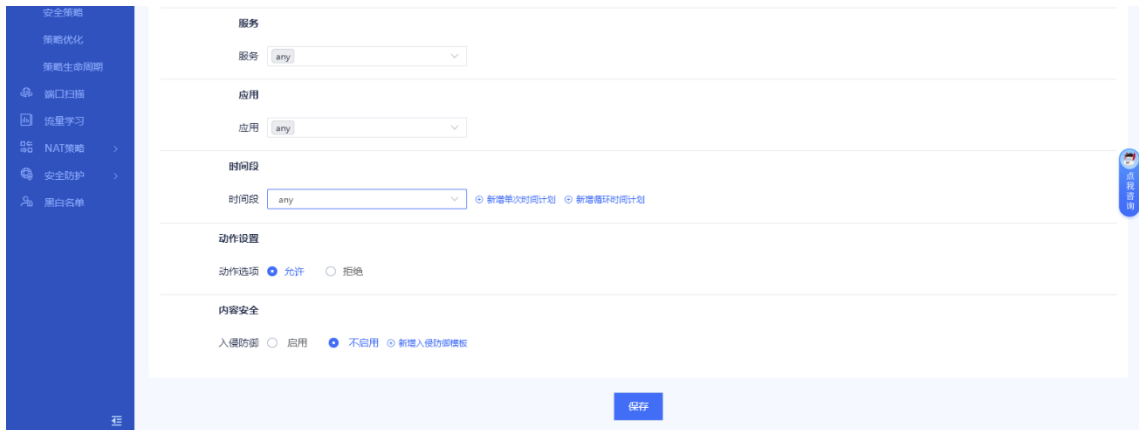 安全策略
策略优化
策略生命周期
端口扫描
流量学习
NAT策略
安全防护
黑白名单
服务
服务 any
应用
应用 any
时间段
时间段 any 新增单次时间计划 新增循环时间计划
动作设置
动作选项 允许 拒绝
内容安全
入侵防御 启用 不启用 新增入侵防御模板
保存
点我咨询